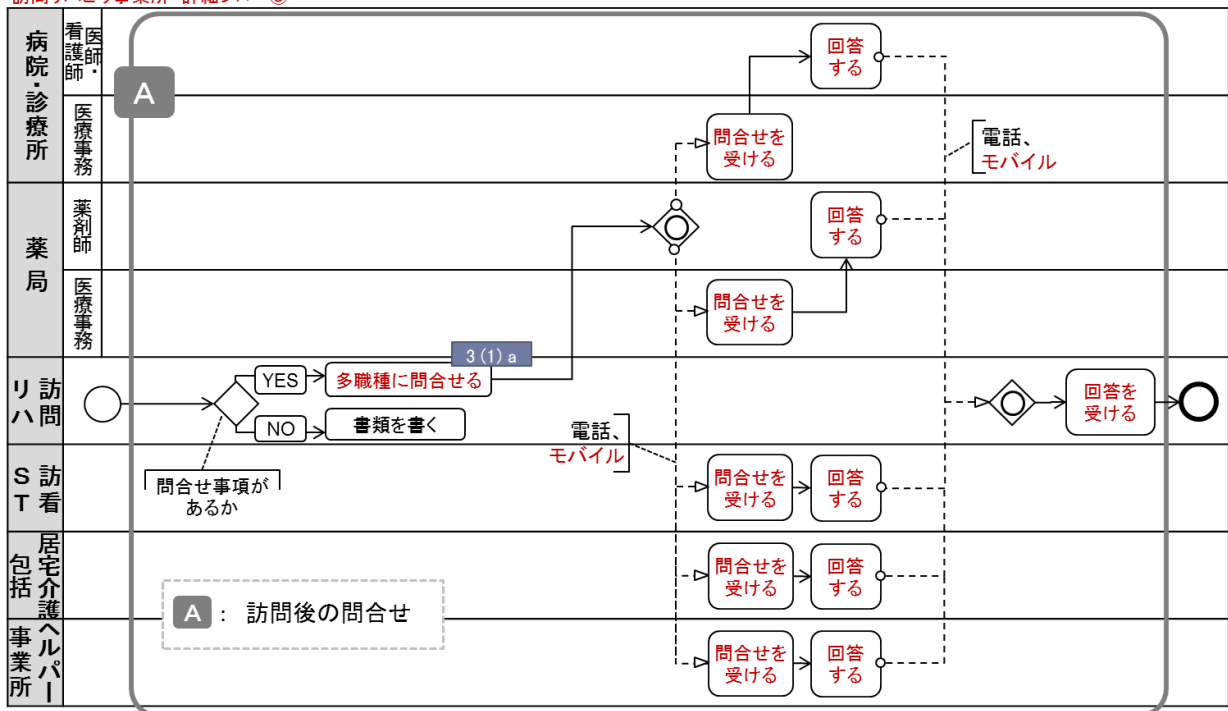 病院・診療所
医師・
看護師
回答
する
A
医療事務
問合せを
受ける
電話、
モバイル
薬局
薬剤師
回答
する
医療事務
問合せを
受ける
3(1)a
訪問
リハ
YES
多職種に問合せる
NO
書類を書く
回答を
受ける
電話、
モバイル
問合せ事項が
あるか
訪看
ST
問合せを
受ける
回答
する
居宅介護
包括
問合せを
受ける
回答
する
A : 訪問後の問合せ
ヘルパー
事業所
問合せを
受ける
回答
する